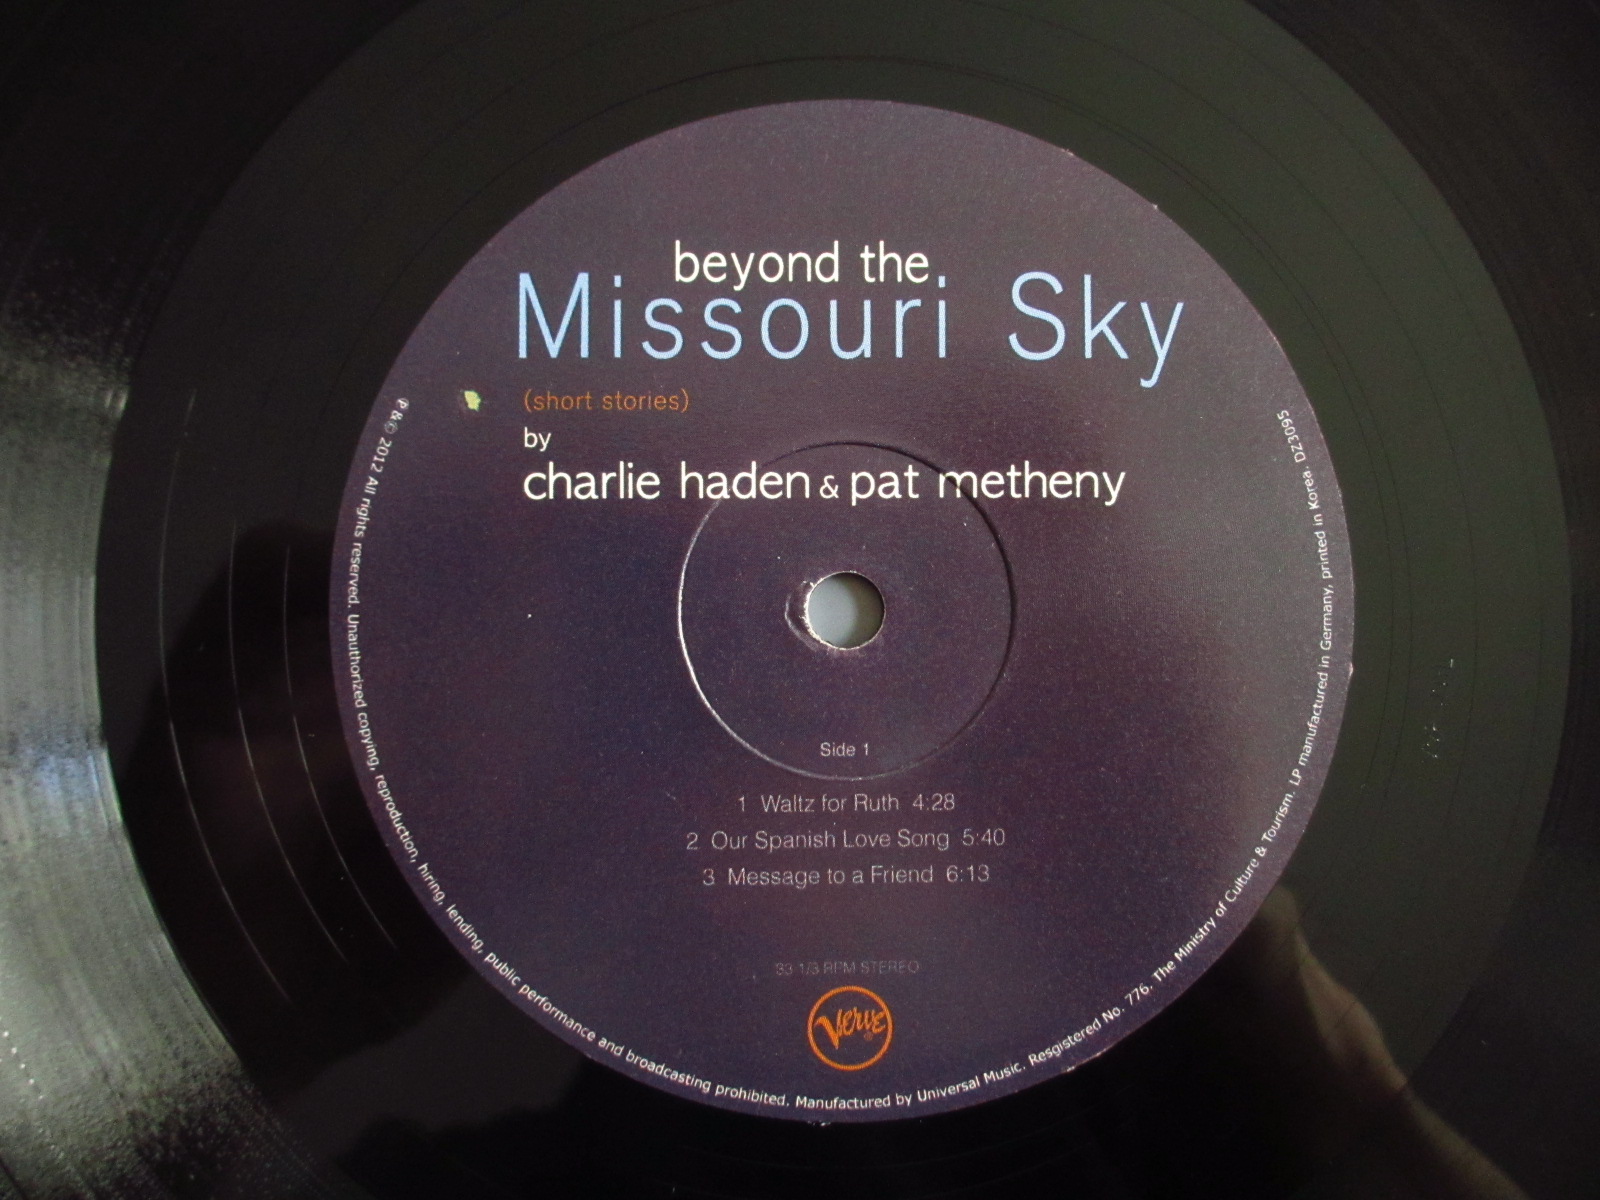 beyond the
Missouri Sky
(short stories)
by
charlie haden & pat metheny
Side 1
1 Waltz for Ruth 4:28
2 Our Spanish Love Song 5:40
3 Message to a Friend 6:13
33 1/3 RPM STEREO
Verve
℗ & © 2012 All rights reserved. Unauthorized copying, reproduction, hiring, lending, public performance and broadcasting prohibited. Manufactured by Universal Music. Resgistered No. 776. The Ministry of Culture & Tourism. LP manufactured in Germany, printed in Korea. DZ3095